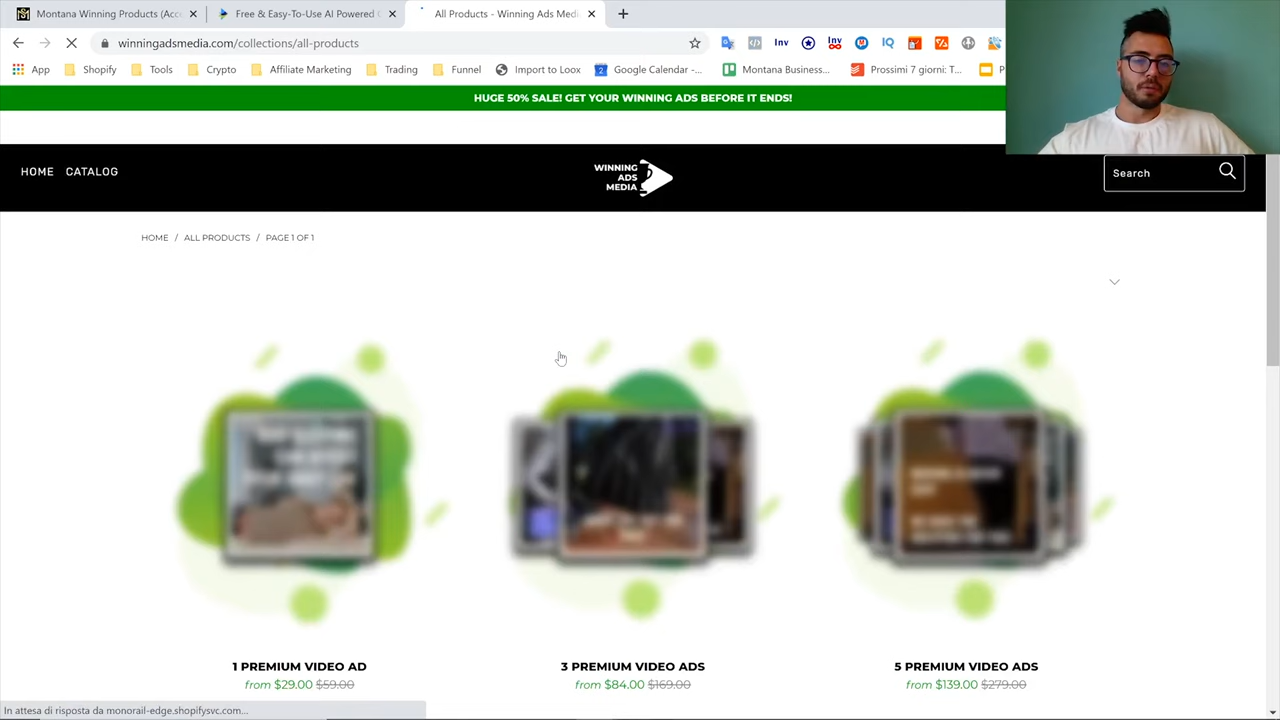 Montana Winning Products (Acce
Free & Easy-To-Use AI Powered C
All Products - Winning Ads Medi
winningadsmedia.com/collections/all-products
Inv
Inv
IQ
App
Shopify
Tools
Crypto
Affiliate Marketing
Trading
Funnel
Import to Loox
2
Google Calendar -...
Montana Business...
Prossimi 7 giorni: T...
P
HUGE 50% SALE! GET YOUR WINNING ADS BEFORE IT ENDS!
HOME
CATALOG
WINNING
ADS
MEDIA
Search
HOME / ALL PRODUCTS / PAGE 1 OF 1
1 PREMIUM VIDEO AD
from $29.00 $59.00
3 PREMIUM VIDEO ADS
from $84.00 $169.00
5 PREMIUM VIDEO ADS
from $139.00 $279.00
In attesa di risposta da monorail-edge.shopifysvc.com...